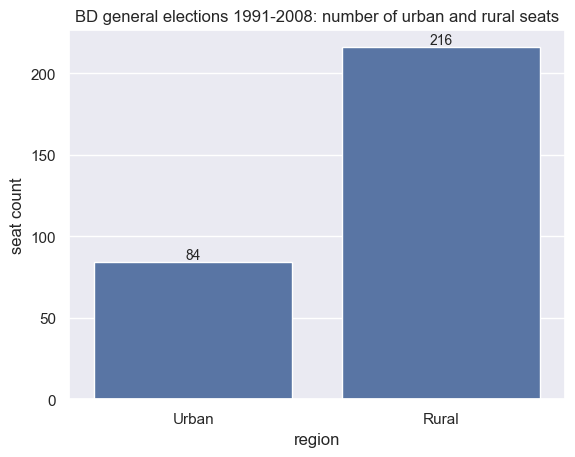 BD general elections 1991-2008: number of urban and rural seats
216
200
150
seat count
100
84
50
0
Urban
Rural
region